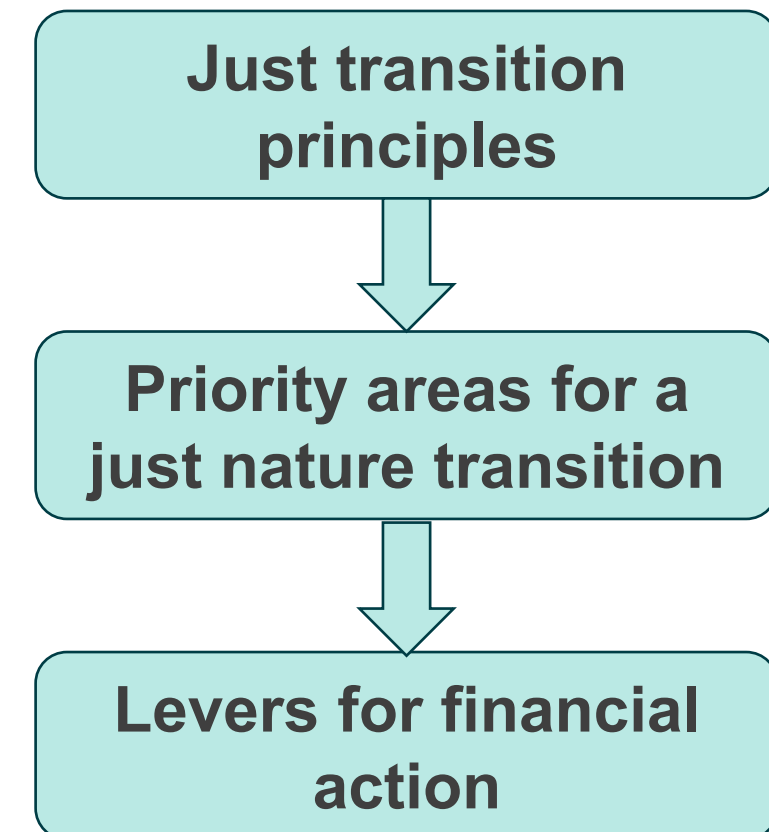 Just transition
principles
Priority areas for a
just nature transition
Levers for financial
action